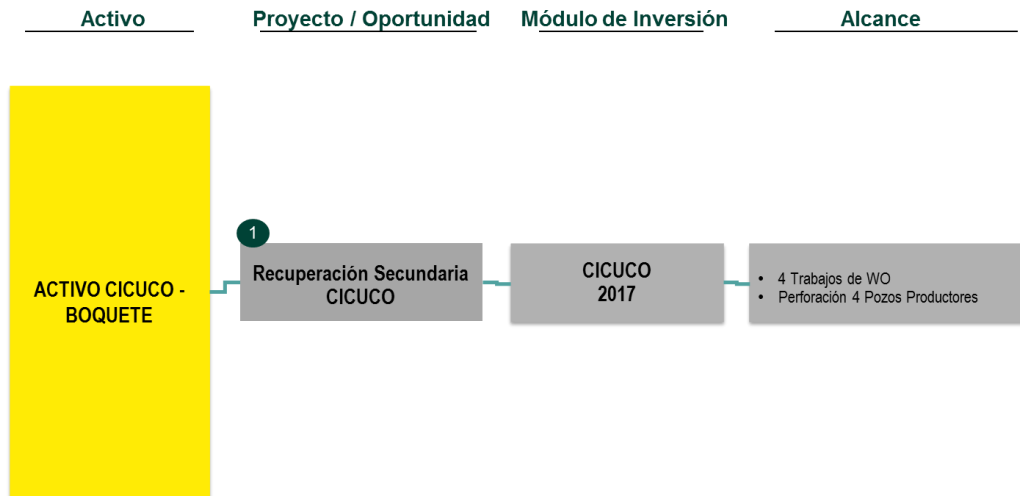 Activo
Proyecto / Oportunidad
Módulo de Inversión
Alcance
ACTIVO CICUCO -
BOQUETE
1
Recuperación Secundaria
CICUCO
CICUCO
2017
• 4 Trabajos de WO
• Perforación 4 Pozos Productores